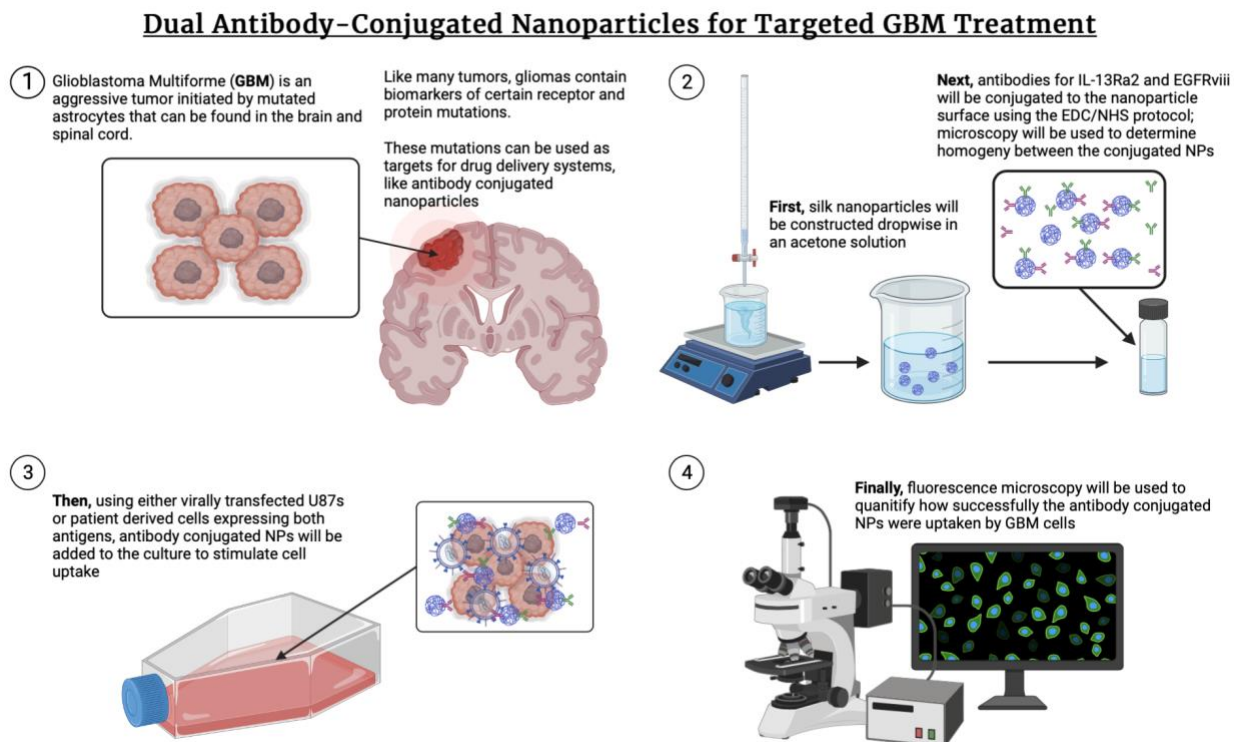 Dual Antibody-Conjugated Nanoparticles for Targeted GBM Treatment
1
Glioblastoma Multiforme (GBM) is an
aggressive tumor initiated by mutated
astrocytes that can be found in the brain and
spinal cord.
Like many tumors, gliomas contain
biomarkers of certain receptor and
protein mutations.
These mutations can be used as
targets for drug delivery systems,
like antibody conjugated
nanoparticles
2
First, silk nanoparticles will
be constructed dropwise in
an acetone solution
Next, antibodies for IL-13Ra2 and EGFRviii
will be conjugated to the nanoparticle
surface using the EDC/NHS protocol;
microscopy will be used to determine
homogeny between the conjugated NPs
3
Then, using either virally transfected U87s
or patient derived cells expressing both
antigens, antibody conjugated NPs will be
added to the culture to stimulate cell
uptake
4
Finally, fluorescence microscopy will be used to
quanitify how successfully the antibody conjugated
NPs were uptaken by GBM cells